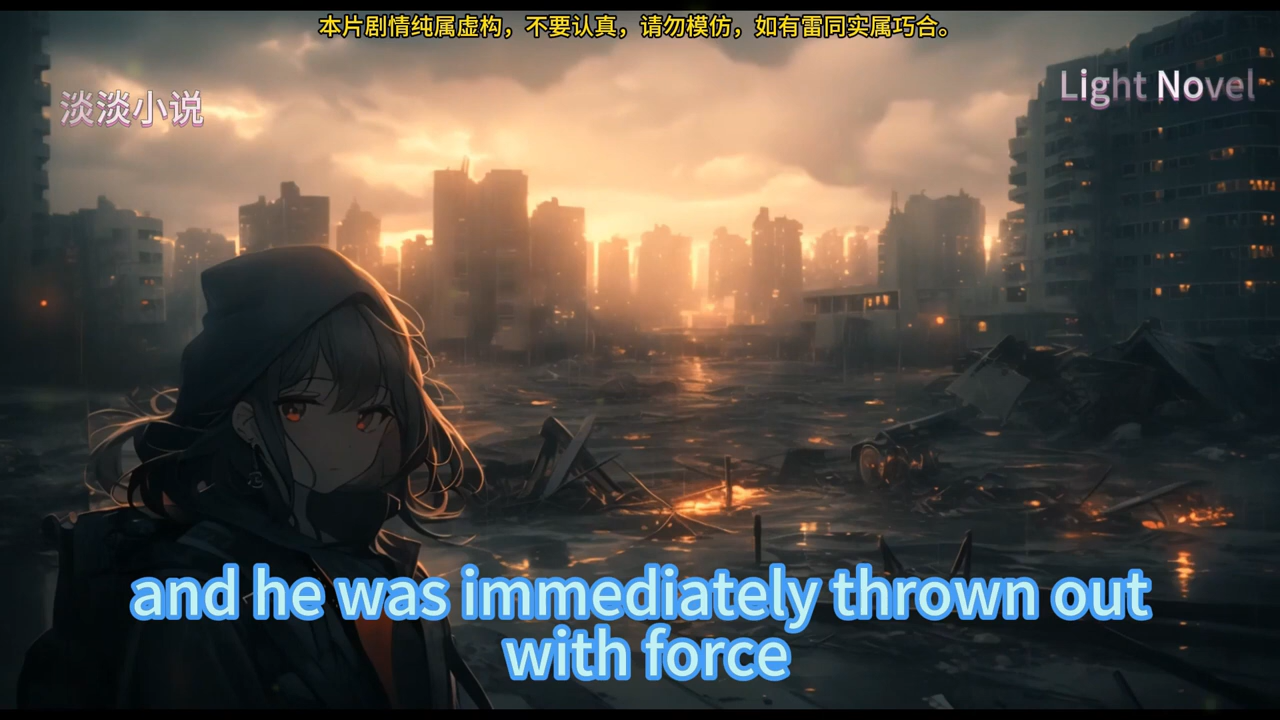 本片剧情纯属虚构，不要认真，请勿模仿，如有雷同实属巧合。
淡淡小说
Light Novel
and he was immediately thrown out
with force